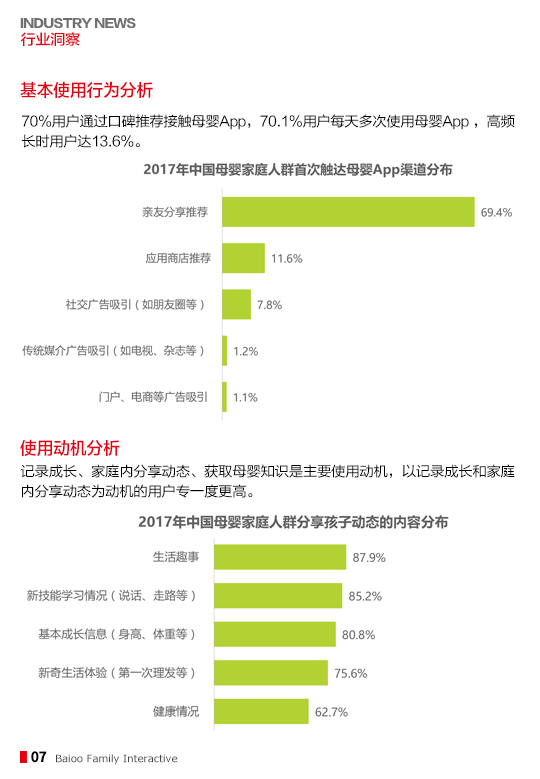 INDUSTRY NEWS
行业洞察
基本使用行为分析
70%用户通过口碑推荐接触母婴App，70.1%用户每天多次使用母婴App ，高频
长时用户达13.6%。
2017年中国母婴家庭人群首次触达母婴App渠道分布
亲友分享推荐 69.4%
应用商店推荐 11.6%
社交广告吸引（如朋友圈等） 7.8%
传统媒介广告吸引（如电视、杂志等） 1.2%
门户、电商等广告吸引 1.1%
使用动机分析
记录成长、家庭内分享动态、获取母婴知识是主要使用动机，以记录成长和家庭
内分享动态为动机的用户专一度更高。
2017年中国母婴家庭人群分享孩子动态的内容分布
生活趣事 87.9%
新技能学习情况（说话、走路等） 85.2%
基本成长信息（身高、体重等） 80.8%
新奇生活体验（第一次理发等） 75.6%
健康情况 62.7%
07 Baioo Family Interactive